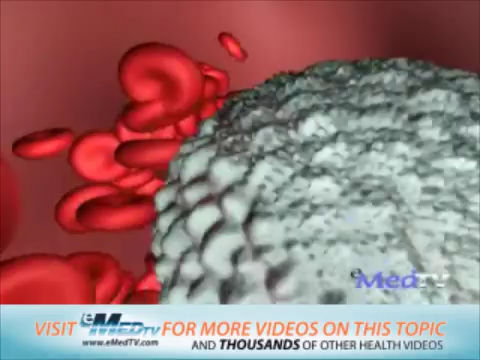 eMedTV
VISIT eMEDTV FOR MORE VIDEOS ON THIS TOPIC
www.eMedTV.com AND THOUSANDS OF OTHER HEALTH VIDEOS